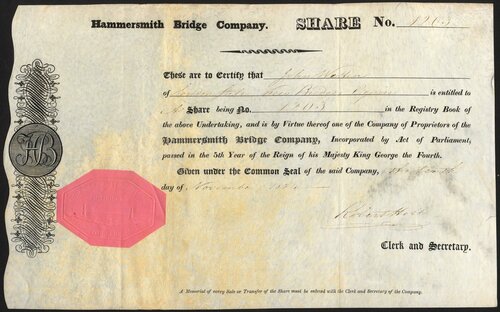 Hammersmith Bridge Company. SHARE No. 1203
These are to Certify that John
of is entitled to
A Share being No. 1203 in the Registry Book of
the above Undertaking, and is by Virtue thereof one of the Company of Proprietors of the
Hammersmith Bridge Company, Incorporated by Act of Parliament,
passed in the 5th Year of the Reign of his Majesty King George the Fourth.
Given under the Common Seal of the said Company,
day of November
HB
Robert
Clerk and Secretary.
A Memorial of every Sale or Transfer of the Share must be entered with the Clerk and Secretary of the Company.